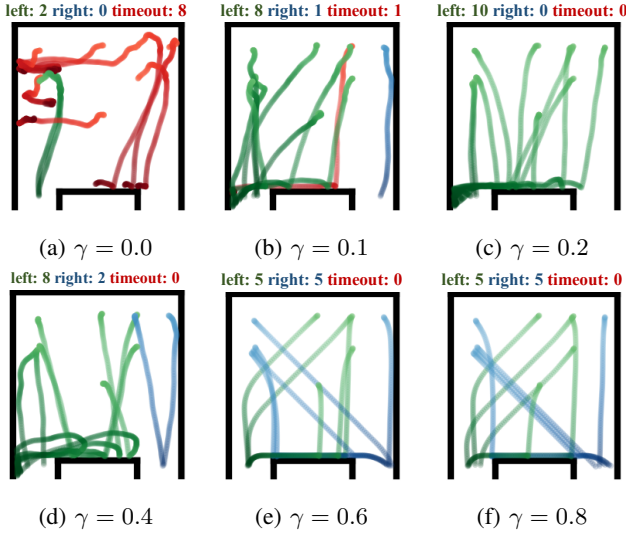 left: 2 right: 0 timeout: 8
left: 8 right: 1 timeout: 1
left: 10 right: 0 timeout: 0
(a) γ = 0.0
(b) γ = 0.1
(c) γ = 0.2
left: 8 right: 2 timeout: 0
left: 5 right: 5 timeout: 0
left: 5 right: 5 timeout: 0
(d) γ = 0.4
(e) γ = 0.6
(f) γ = 0.8